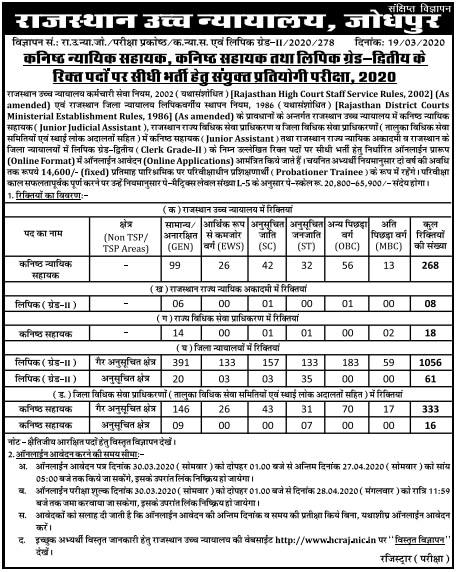 संक्षिप्त विज्ञापन
राजस्थान उच्च न्यायालय, जोधपुर
विज्ञापन सं.: रा.उ.न्या.जो./परीक्षा प्रकोष्ठ/क.न्या.स. एवं लिपिक ग्रेड-II/2020/278 दिनांक: 19/03/2020
कनिष्ठ न्यायिक सहायक, कनिष्ठ सहायक तथा लिपिक ग्रेड–द्वितीय के
रिक्त पदों पर सीधी भर्ती हेतु संयुक्त प्रतियोगी परीक्षा, 2020
राजस्थान उच्च न्यायालय कर्मचारी सेवा नियम, 2002 (यथासंशोधित) [Rajasthan High Court Staff Service Rules, 2002] (As
amended) एवं राजस्थान जिला न्यायालय लिपिकवर्गीय स्थापन नियम, 1986 (यथासंशोधित) [Rajasthan District Courts
Ministerial Establishment Rules, 1986] (As amended) के प्रावधानों के अन्तर्गत राजस्थान उच्च न्यायालय में कनिष्ठ न्यायिक
सहायक (Junior Judicial Assistant), राजस्थान राज्य विधिक सेवा प्राधिकरण व जिला विधिक सेवा प्राधिकरणों (तालुका विधिक सेवा
समितियों एवं स्थाई लोक अदालतों सहित) में कनिष्ठ सहायक (Junior Assistant) तथा राजस्थान राज्य न्यायिक अकादमी व राजस्थान के
जिला न्यायालयों में लिपिक ग्रेड–द्वितीय (Clerk Grade-II) के निम्न उल्लेखित रिक्त पदों पर सीधी भर्ती हेतु निर्धारित ऑनलाईन प्रारूप
(Online Format) में ऑनलाईन आवेदन (Online Applications) आमंत्रित किये जाते हैं। चयनित अभ्यर्थी नियमानुसार दो वर्ष की अवधि
तक रूपये 14,600/- (fixed) प्रतिमाह पारिश्रमिक पर परिवीक्षाधीन प्रशिक्षणार्थी (Probationer Trainee) के रूप में रहेंगे। परिवीक्षा
काल सफलतापूर्वक पूर्ण करने पर उन्हें नियमानुसार पे–मैट्रिक्स लेवल संख्या L-5 के अनुसार पे–स्केल रू. 20,800–65,900/- संदेय होगा।
1. रिक्तियों का विवरण:–
(क) राजस्थान उच्च न्यायालय में रिक्तियां
पद का नाम क्षेत्र (Non TSP/ TSP Areas) सामान्य/ अनारक्षित (GEN) आर्थिक रूप से कमजोर वर्ग (EWS) अनुसूचित जाति (SC) अनुसूचित जनजाति (ST) अन्य पिछड़ा वर्ग (OBC) अति पिछड़ा वर्ग (MBC) कुल रिक्तियों की संख्या
कनिष्ठ न्यायिक सहायक – 99 26 42 32 56 13 268
(ख) राजस्थान राज्य न्यायिक अकादमी में रिक्तियां
लिपिक (ग्रेड-II) – 06 00 01 00 01 00 08
(ग) राज्य विधिक सेवा प्राधिकरण में रिक्तियां
कनिष्ठ सहायक – 14 00 01 01 00 02 18
(घ) जिला न्यायालयों में रिक्तियां
लिपिक (ग्रेड-II) गैर अनुसूचित क्षेत्र 391 133 157 133 183 59 1056
लिपिक (ग्रेड-II) अनुसूचित क्षेत्र 20 03 03 35 00 00 61
(ड.) जिला विधिक सेवा प्राधिकरणों (तालुका विधिक सेवा समितियों एवं स्थाई लोक अदालतों सहित) में रिक्तियां
कनिष्ठ सहायक गैर अनुसूचित क्षेत्र 146 26 43 31 70 17 333
कनिष्ठ सहायक अनुसूचित क्षेत्र 09 00 00 07 00 00 16
नोट – क्षैतिजीय आरक्षित पदों हेतु विस्तृत विज्ञापन देखें।
2. ऑनलाईन आवेदन करने की समय सीमा:–
अ. ऑनलाईन आवेदन पत्र दिनांक 30.03.2020 (सोमवार) को दोपहर 01.00 बजे से अन्तिम दिनांक 27.04.2020 (सोमवार) को सांय
05:00 बजे तक किये जा सकेंगे, इसके उपरांत लिंक निष्क्रिय हो जायेगा।
ब. ऑनलाईन परीक्षा शुल्क दिनांक 30.03.2020 (सोमवार) को दोपहर 01.00 बजे से दिनांक 28.04.2020 (मंगलवार) को रात्रि 11:59
बजे तक जमा करवाया जा सकेगा, इसके उपरांत लिंक निष्क्रिय हो जायेगा।
स. आवेदकों को सलाह दी जाती है कि ऑनलाईन आवेदन की अन्तिम दिनांक व समय की प्रतीक्षा किये बिना, यथाशीघ्र ऑनलाईन आवेदन
करें।
द. इच्छुक अभ्यर्थी विस्तृत जानकारी हेतु राजस्थान उच्च न्यायालय की वेबसाईट http://www.hcraj.nic.in पर "विस्तृत विज्ञापन"
देखें।
रजिस्ट्रार (परीक्षा)